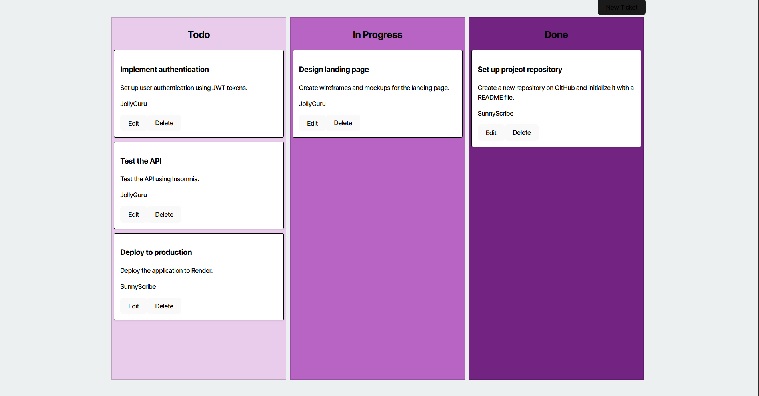 New Ticket
Todo
Implement authentication
Set up user authentication using JWT tokens.
JollyGuru
Edit Delete
Test the API
Test the API using Insomnia.
JollyGuru
Edit Delete
Deploy to production
Deploy the application to Render.
SunnyScribe
Edit Delete
In Progress
Design landing page
Create wireframes and mockups for the landing page.
JollyGuru
Edit Delete
Done
Set up project repository
Create a new repository on GitHub and initialize it with a
README file.
SunnyScribe
Edit Delete